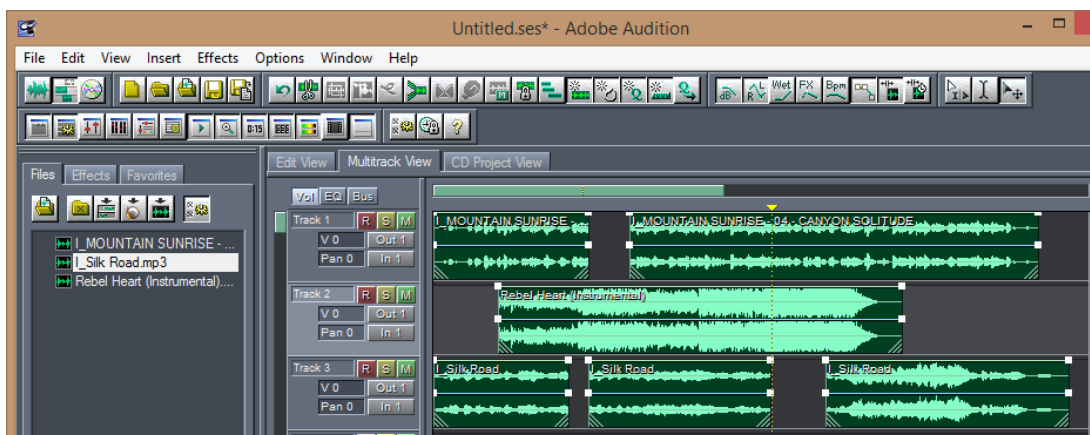 Untitled.ses* - Adobe Audition
File Edit View Insert Effects Options Window Help
dB R L Wet FX Bpm
0:15
Edit View Multitrack View CD Project View
Files Effects Favorites
Vol EQ Bus
I_MOUNTAIN SUNRISE - ...
I_Silk Road.mp3
Rebel Heart (Instrumental)....
Track 1 R S M
V 0 Out 1
Pan 0 In 1
I_MOUNTAIN SUNRISE - I_MOUNTAIN SUNRISE - 04 - CANYON SOLITUDE
Track 2 R S M
V 0 Out 1
Pan 0 In 1
Rebel Heart (Instrumental)
Track 3 R S M
V 0 Out 1
Pan 0 In 1
I_Silk Road I_Silk Road I_Silk Road